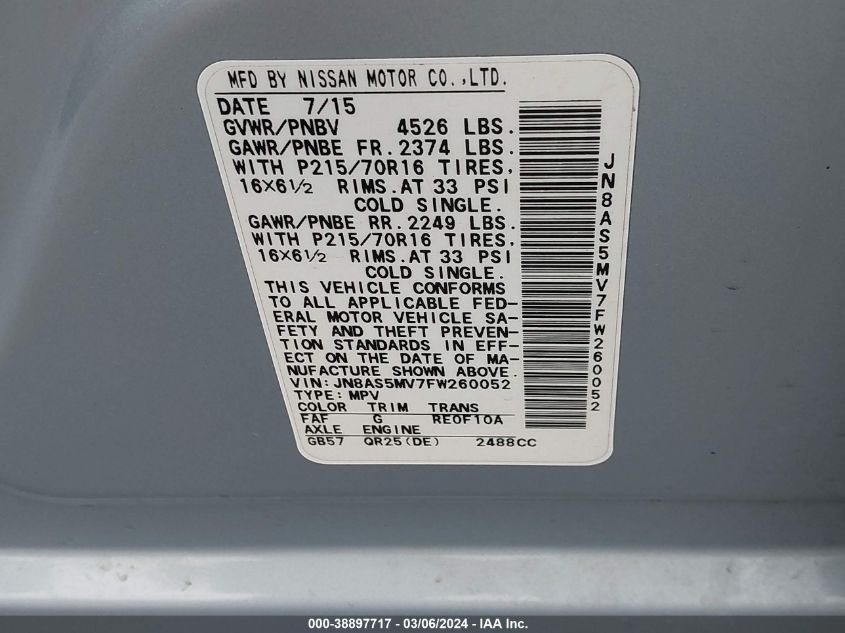 MFD BY NISSAN MOTOR CO.,LTD.
DATE 7/15
GVWR/PNBV 4526 LBS.
GAWR/PNBE FR.2374 LBS.
WITH P215/70R16 TIRES,
16X6½ RIMS.AT 33 PSI
COLD SINGLE.
GAWR/PNBE RR.2249 LBS.
WITH P215/70R16 TIRES,
16X6½ RIMS.AT 33 PSI
COLD SINGLE.
THIS VEHICLE CONFORMS
TO ALL APPLICABLE FED-
ERAL MOTOR VEHICLE SA-
FETY AND THEFT PREVEN-
TION STANDARDS IN EFF-
ECT ON THE DATE OF MA-
NUFACTURE SHOWN ABOVE.
VIN:JN8AS5MV7FW260052
TYPE:MPV
COLOR TRIM TRANS
FAF G RE0F10A
AXLE ENGINE
GB57 QR25(DE) 2488CC
JN8AS5MV7FW260052
000-38897717 - 03/06/2024 - IAA Inc.